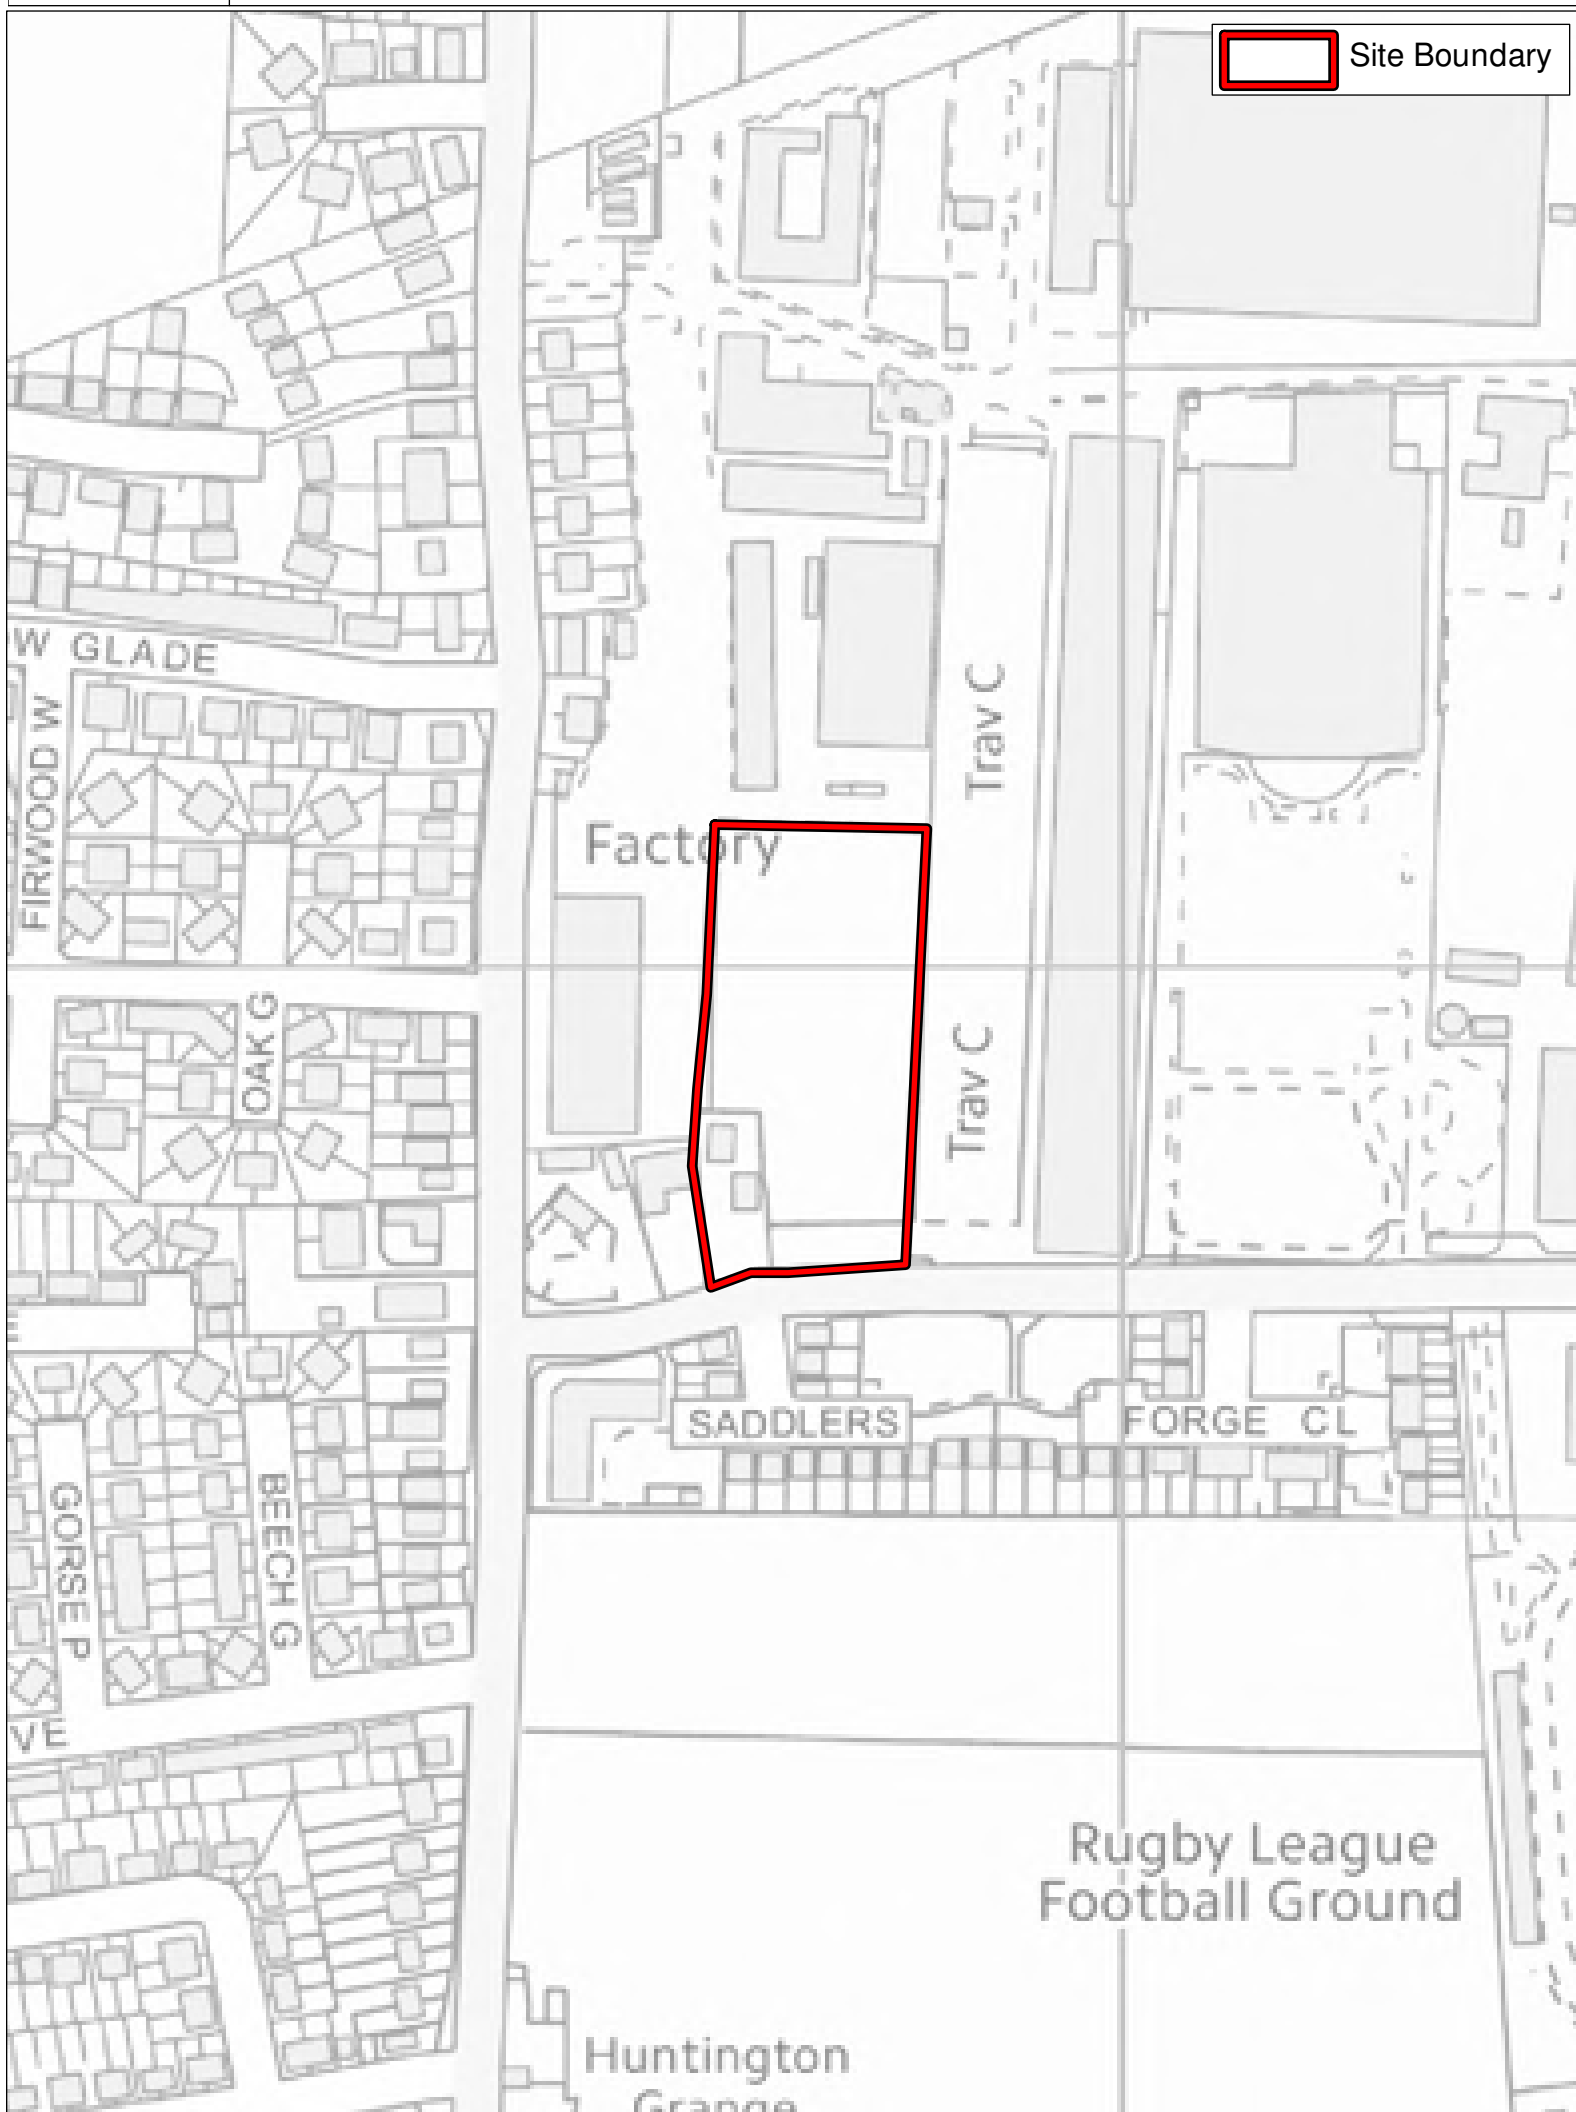 Site Boundary
W GLADE
FIRWOOD W
Trav C
Factory
OAK G
Trav C
SADDLERS
FORGE CL
GORSE P
BEECH G
VE
Rugby League
Football Ground
Huntington
Grange